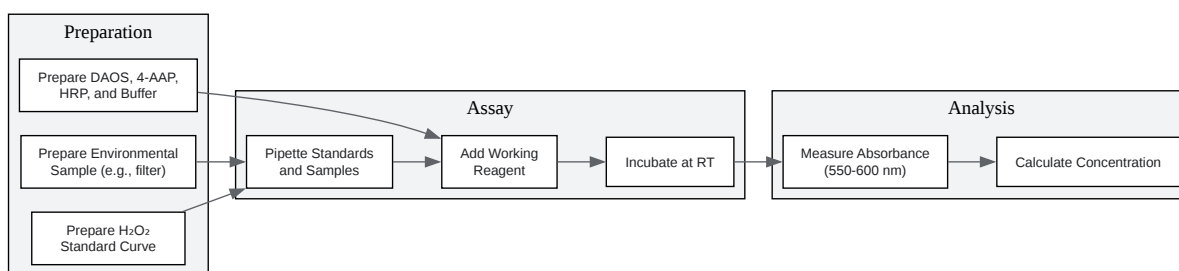 Preparation
Prepare DAOS, 4-AAP,
HRP, and Buffer
Prepare Environmental
Sample (e.g., filter)
Prepare H₂O₂
Standard Curve
Assay
Pipette Standards
and Samples
Add Working
Reagent
Incubate at RT
Analysis
Measure Absorbance
(550-600 nm)
Calculate Concentration